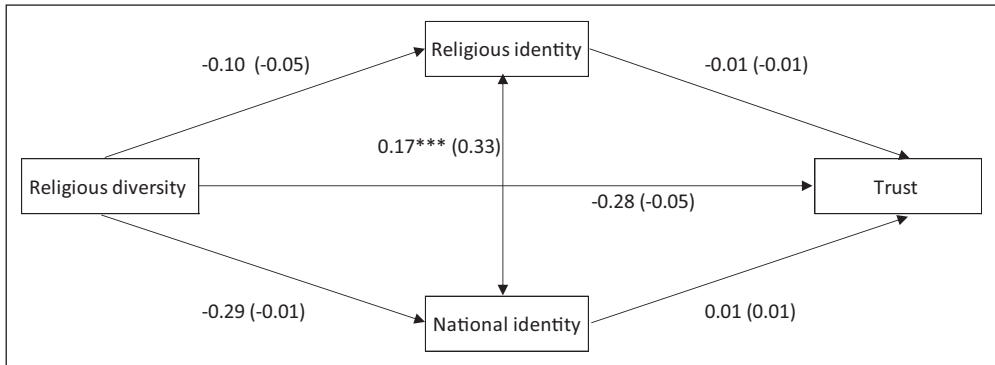 Religious identity
-0.10 (-0.05)
-0.01 (-0.01)
0.17*** (0.33)
Religious diversity
Trust
-0.28 (-0.05)
-0.29 (-0.01)
National identity
0.01 (0.01)